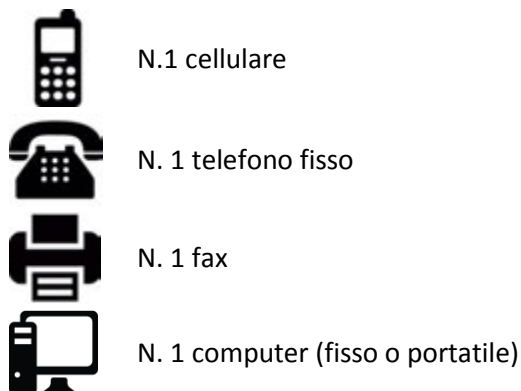 N.1 cellulare
N. 1 telefono fisso
N. 1 fax
N. 1 computer (fisso o portatile)